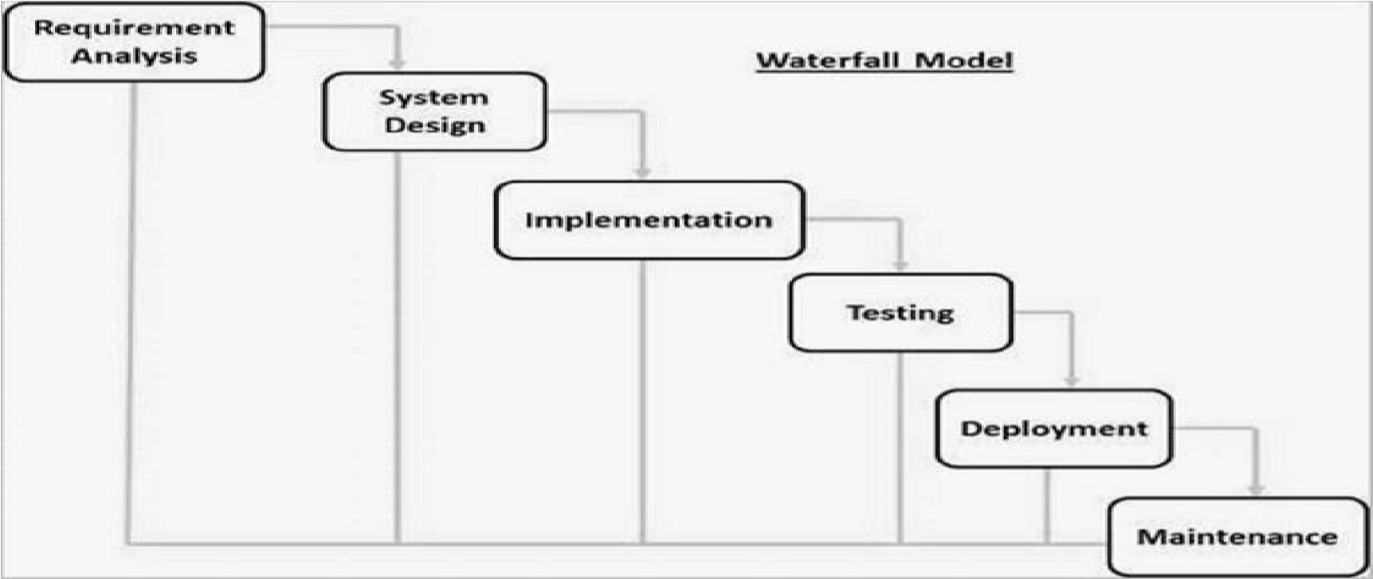 Requirement
Analysis
Waterfall Model
System
Design
Implementation
Testing
Deployment
Maintenance